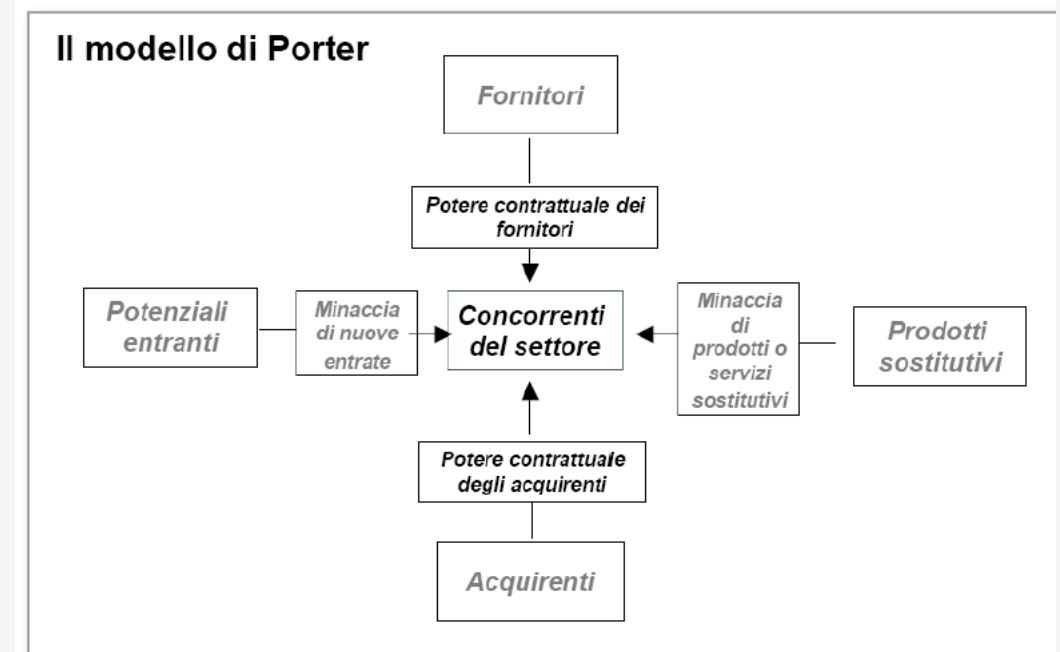 Il modello di Porter
Fornitori
Potere contrattuale dei
fornitori
Potenziali
entranti
Minaccia
di nuove
entrate
Concorrenti
del settore
Minaccia
di
prodotti o
servizi
sostitutivi
Prodotti
sostitutivi
Potere contrattuale
degli acquirenti
Acquirenti